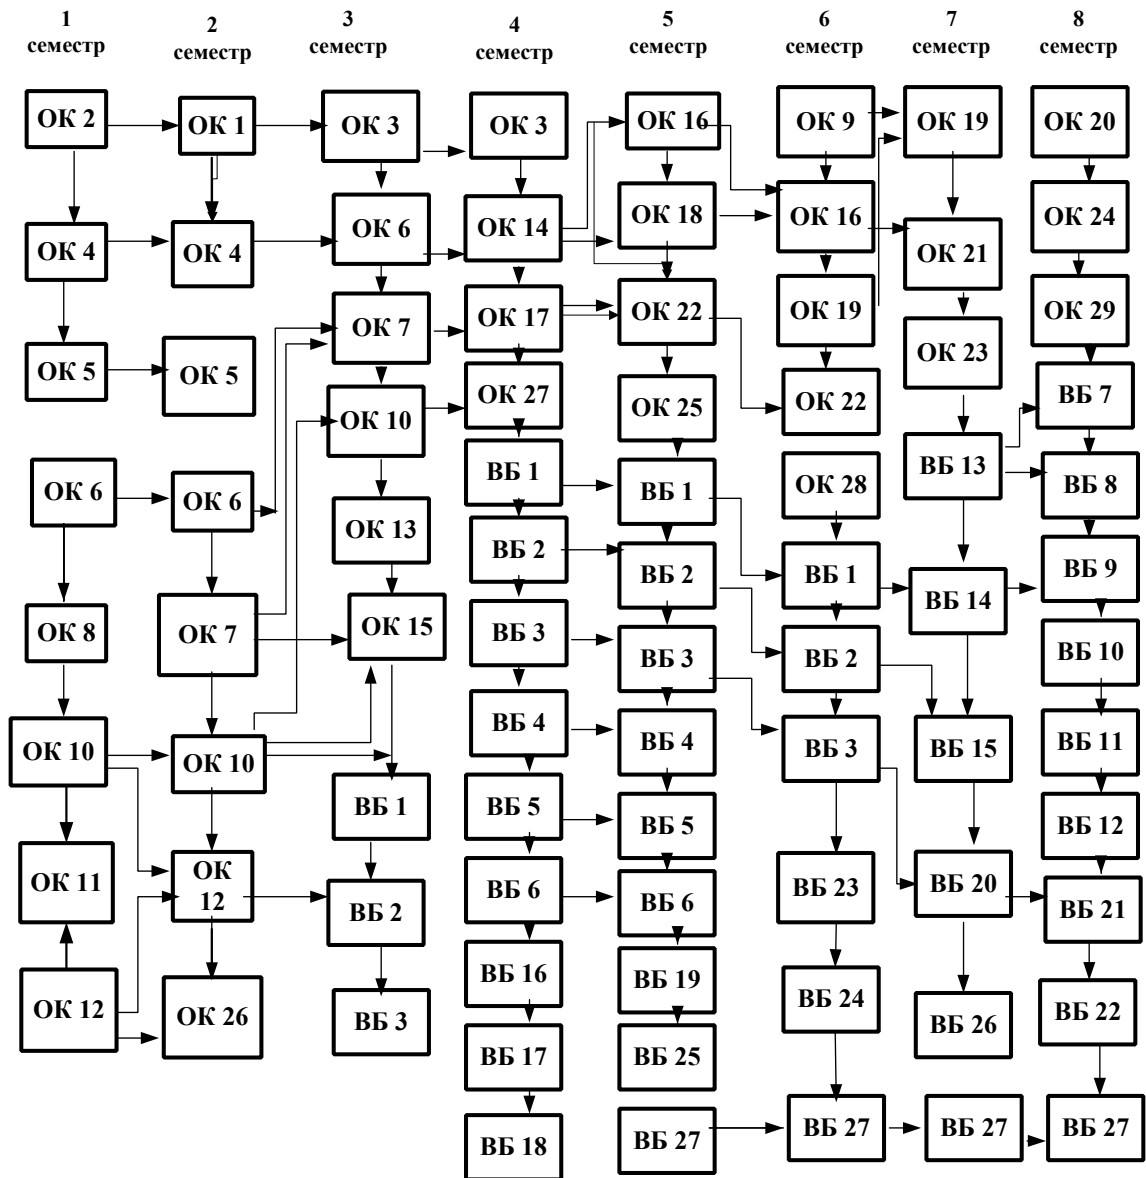 1
семестр
2
семестр
3
семестр
4
семестр
5
семестр
6
семестр
7
семестр
8
семестр
ОК 2
ОК 4
ОК 5
ОК 6
ОК 8
ОК 10
ОК 11
ОК 12
ОК 1
ОК 4
ОК 5
ОК 6
ОК 7
ОК 10
ОК
12
ОК 26
ОК 3
ОК 6
ОК 7
ОК 10
ОК 13
ОК 15
ВБ 1
ВБ 2
ВБ 3
ОК 3
ОК 14
ОК 17
ОК 27
ВБ 1
ВБ 2
ВБ 3
ВБ 4
ВБ 5
ВБ 6
ВБ 16
ВБ 17
ВБ 18
ОК 16
ОК 18
ОК 22
ОК 25
ВБ 1
ВБ 2
ВБ 3
ВБ 4
ВБ 5
ВБ 6
ВБ 19
ВБ 25
ВБ 27
ОК 9
ОК 16
ОК 19
ОК 22
ОК 28
ВБ 1
ВБ 2
ВБ 3
ВБ 23
ВБ 24
ВБ 27
ОК 19
ОК 21
ОК 23
ВБ 13
ВБ 14
ВБ 15
ВБ 20
ВБ 26
ВБ 27
ОК 20
ОК 24
ОК 29
ВБ 7
ВБ 8
ВБ 9
ВБ 10
ВБ 11
ВБ 12
ВБ 21
ВБ 22
ВБ 27